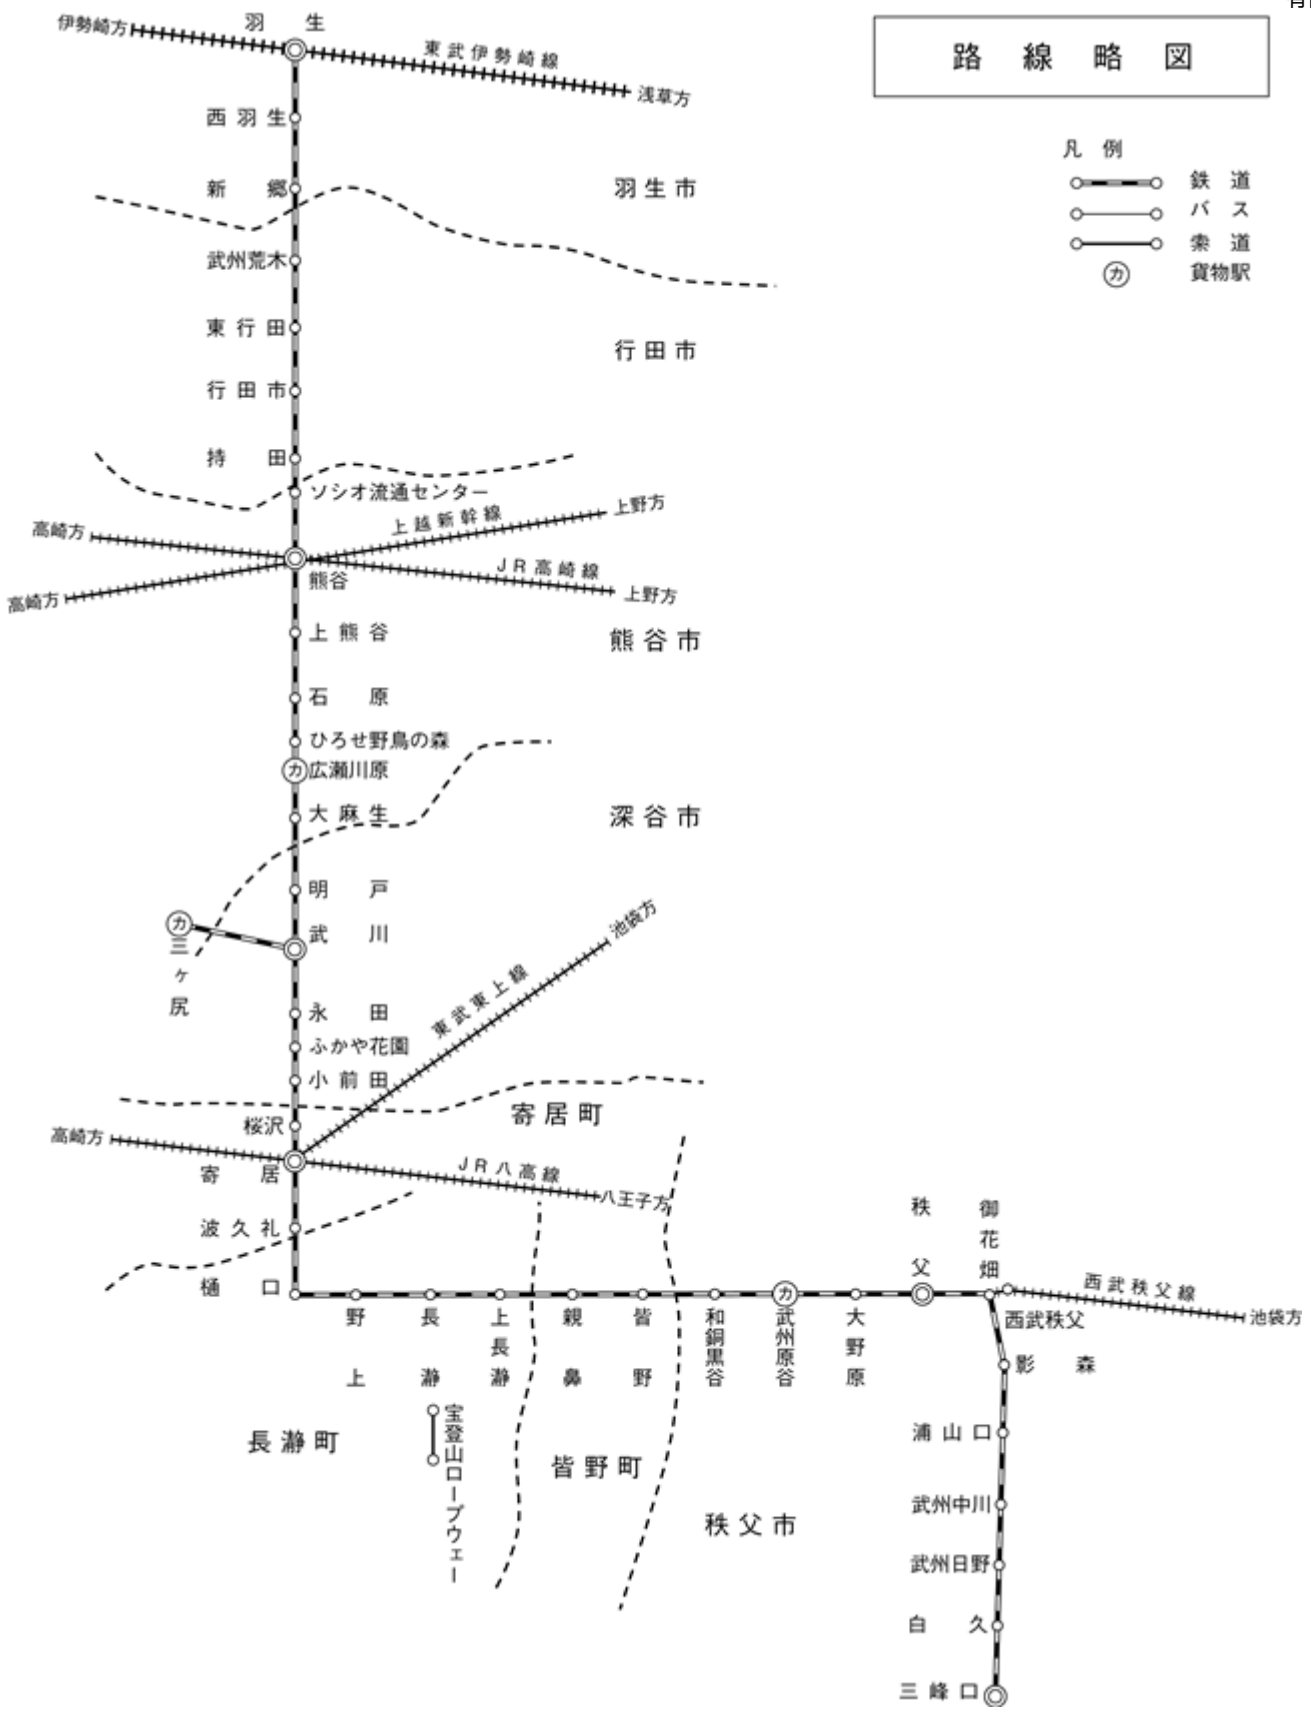 路線略図
凡例
鉄道
バス
索道
カ 貨物駅
伊勢崎方
羽生
東武伊勢崎線
浅草方
西羽生
新郷
羽生市
武州荒木
東行田
行田市
行田市
持田
ソシオ流通センター
高崎方
上越新幹線
上野方
高崎方
JR高崎線
上野方
熊谷
上熊谷
熊谷市
石原
ひろせ野鳥の森
カ 広瀬川原
大麻生
深谷市
明戸
カ
三ヶ尻
武川
池袋方
東武東上線
永田
ふかや花園
小前田
桜沢
寄居町
高崎方
寄居
JR八高線
八王子方
波久礼
樋口
野上
長瀞
上長瀞
親鼻
皆野
和銅黒谷
カ
武州原谷
大野原
秩父
御花畑
西武秩父線
池袋方
西武秩父
影森
長瀞町
宝登山ロープウェー
皆野町
秩父市
浦山口
武州中川
武州日野
白久
三峰口